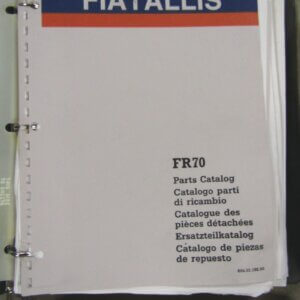 FIATALLIS
FR70
Parts Catalog
Catalogo parti
di ricambio
Catalogue des
pièces détachées
Ersatzteilkatalog
Catalogo de piezas
de repuesto